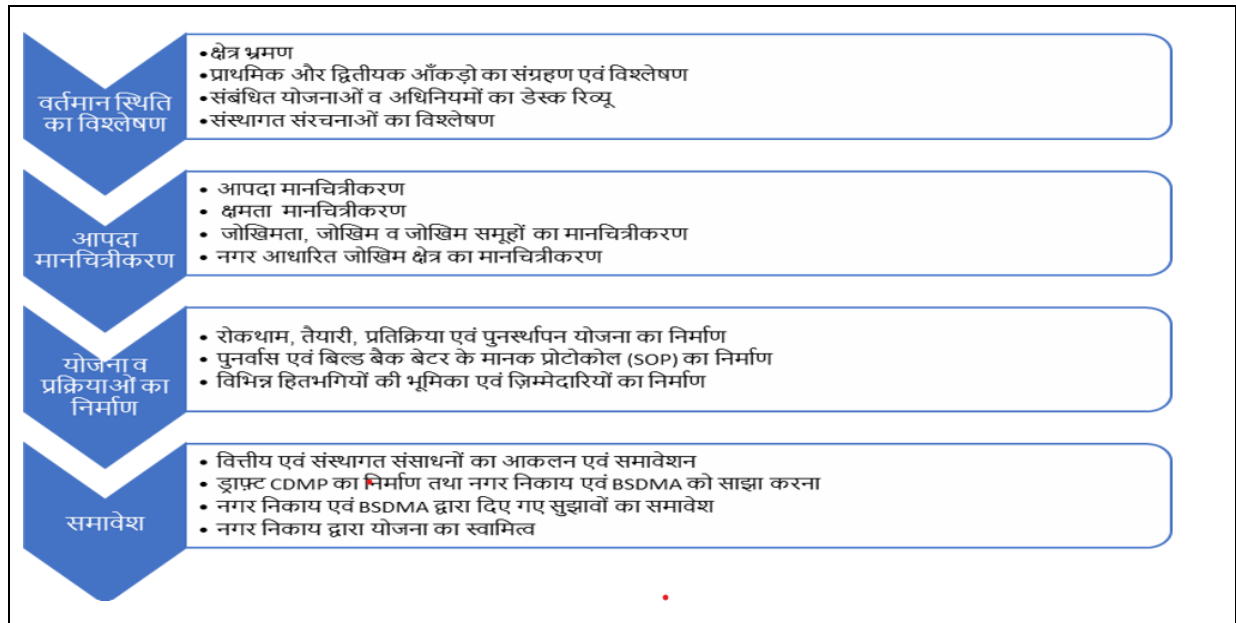 वर्तमान स्थिति
का विश्लेषण
•क्षेत्र भ्रमण
•प्राथमिक और द्वितीयक आँकड़ो का संग्रहण एवं विश्लेषण
•संबंधित योजनाओं व अधिनियमों का डेस्क रिव्यू
•संस्थागत संरचनाओं का विश्लेषण
आपदा
मानचित्रीकरण
• आपदा मानचित्रीकरण
• क्षमता मानचित्रीकरण
• जोखिमता, जोखिम व जोखिम समूहों का मानचित्रीकरण
• नगर आधारित जोखिम क्षेत्र का मानचित्रीकरण
योजना व
प्रक्रियाओं का
निर्माण
• रोकथाम, तैयारी, प्रतिक्रिया एवं पुनर्स्थापन योजना का निर्माण
• पुनर्वास एवं बिल्ड बैक बेटर के मानक प्रोटोकोल (SOP) का निर्माण
• विभिन्न हितभगियों की भूमिका एवं ज़िम्मेदारियों का निर्माण
समावेश
• वित्तीय एवं संस्थागत संसाधनों का आकलन एवं समावेशन
• ड्राफ़्ट CDMP का निर्माण तथा नगर निकाय एवं BSDMA को साझा करना
• नगर निकाय एवं BSDMA द्वारा दिए गए सुझावों का समावेश
• नगर निकाय द्वारा योजना का स्वामित्व